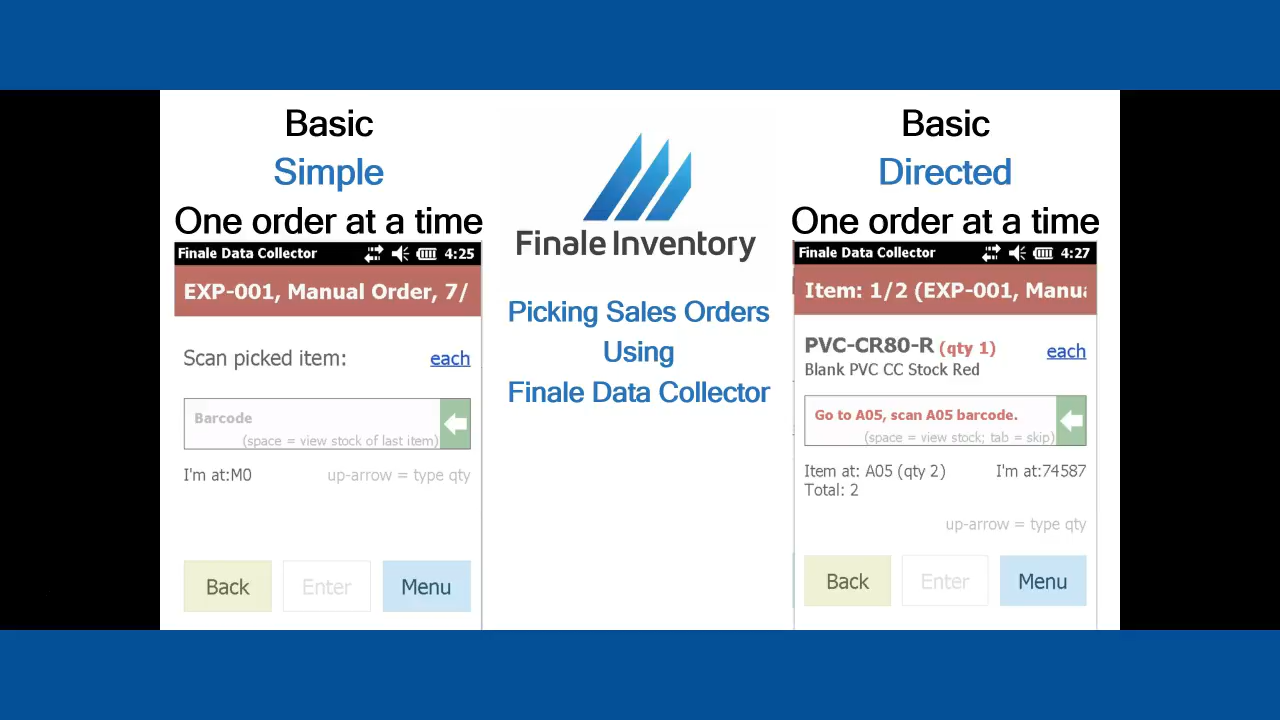 Basic
Simple
One order at a time
Finale Data Collector 4:25
EXP-001, Manual Order, 7/
Scan picked item: each
Barcode
(space = view stock of last item)
I'm at:M0 up-arrow = type qty
Back Enter Menu
Finale Inventory
Picking Sales Orders
Using
Finale Data Collector
Basic
Directed
One order at a time
Finale Data Collector 4:27
Item: 1/2 (EXP-001, Manua
PVC-CR80-R (qty 1) each
Blank PVC CC Stock Red
Go to A05, scan A05 barcode.
(space = view stock; tab = skip)
Item at: A05 (qty 2) I'm at:74587
Total: 2
up-arrow = type qty
Back Enter Menu